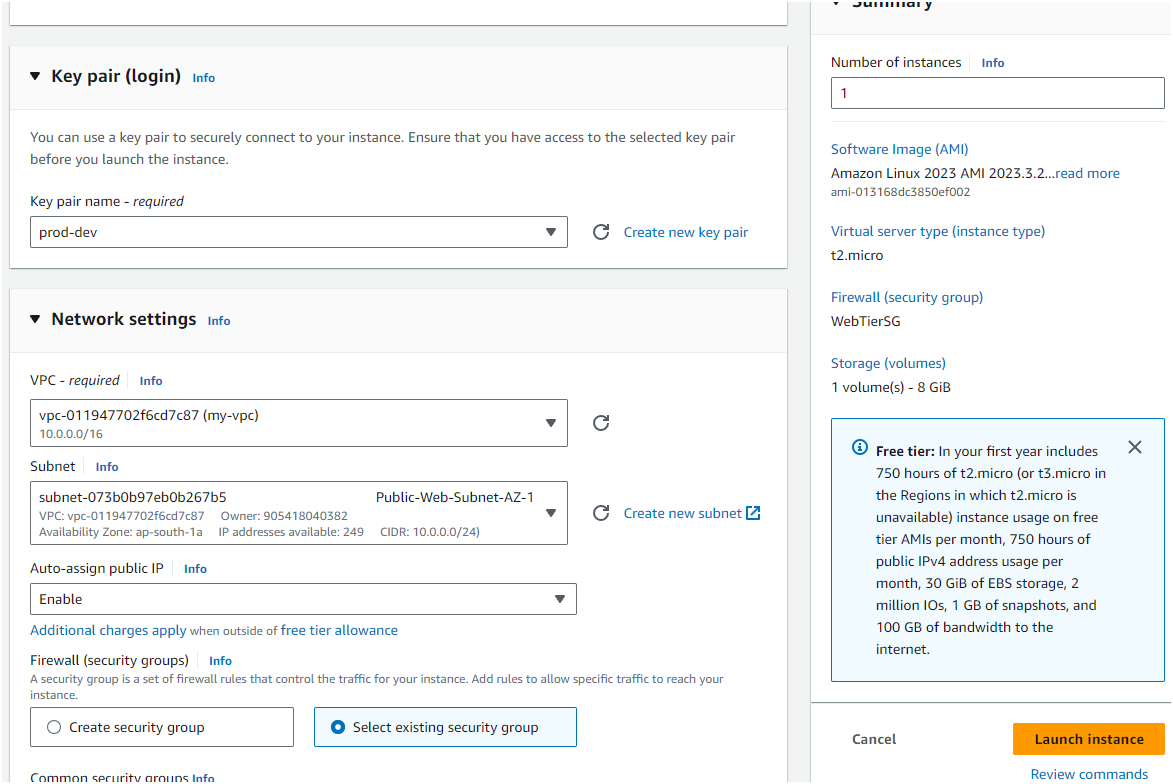 Key pair (login) Info
You can use a key pair to securely connect to your instance. Ensure that you have access to the selected key pair
before you launch the instance.
Key pair name - required
prod-dev
Create new key pair
Network settings Info
VPC - required Info
vpc-011947702f6cd7c87 (my-vpc)
10.0.0.0/16
Subnet Info
subnet-073b0b97eb0b267b5 Public-Web-Subnet-AZ-1
VPC: vpc-011947702f6cd7c87 Owner: 905418040382
Availability Zone: ap-south-1a IP addresses available: 249 CIDR: 10.0.0.0/24)
Create new subnet
Auto-assign public IP Info
Enable
Additional charges apply when outside of free tier allowance
Firewall (security groups) Info
A security group is a set of firewall rules that control the traffic for your instance. Add rules to allow specific traffic to reach your
instance.
Create security group
Select existing security group
Common security groups Info
Summary
Number of instances Info
1
Software Image (AMI)
Amazon Linux 2023 AMI 2023.3.2...read more
ami-013168dc3850ef002
Virtual server type (instance type)
t2.micro
Firewall (security group)
WebTierSG
Storage (volumes)
1 volume(s) - 8 GiB
Free tier: In your first year includes
750 hours of t2.micro (or t3.micro in
the Regions in which t2.micro is
unavailable) instance usage on free
tier AMIs per month, 750 hours of
public IPv4 address usage per
month, 30 GiB of EBS storage, 2
million IOs, 1 GB of snapshots, and
100 GB of bandwidth to the
internet.
Cancel
Launch instance
Review commands